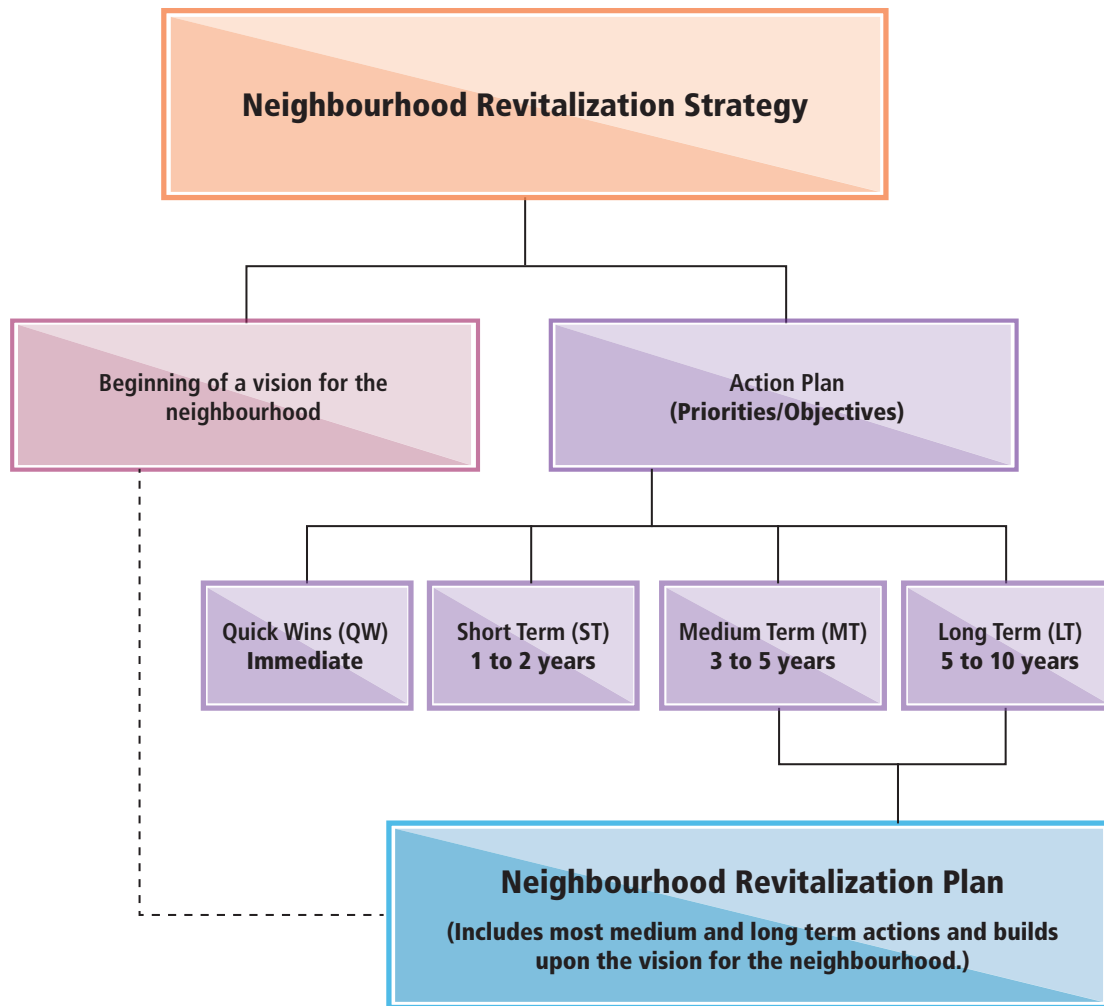 Neighbourhood Revitalization Strategy
Beginning of a vision for the
neighbourhood
Action Plan
(Priorities/Objectives)
Quick Wins (QW)
Immediate
Short Term (ST)
1 to 2 years
Medium Term (MT)
3 to 5 years
Long Term (LT)
5 to 10 years
Neighbourhood Revitalization Plan
(Includes most medium and long term actions and builds
upon the vision for the neighbourhood.)